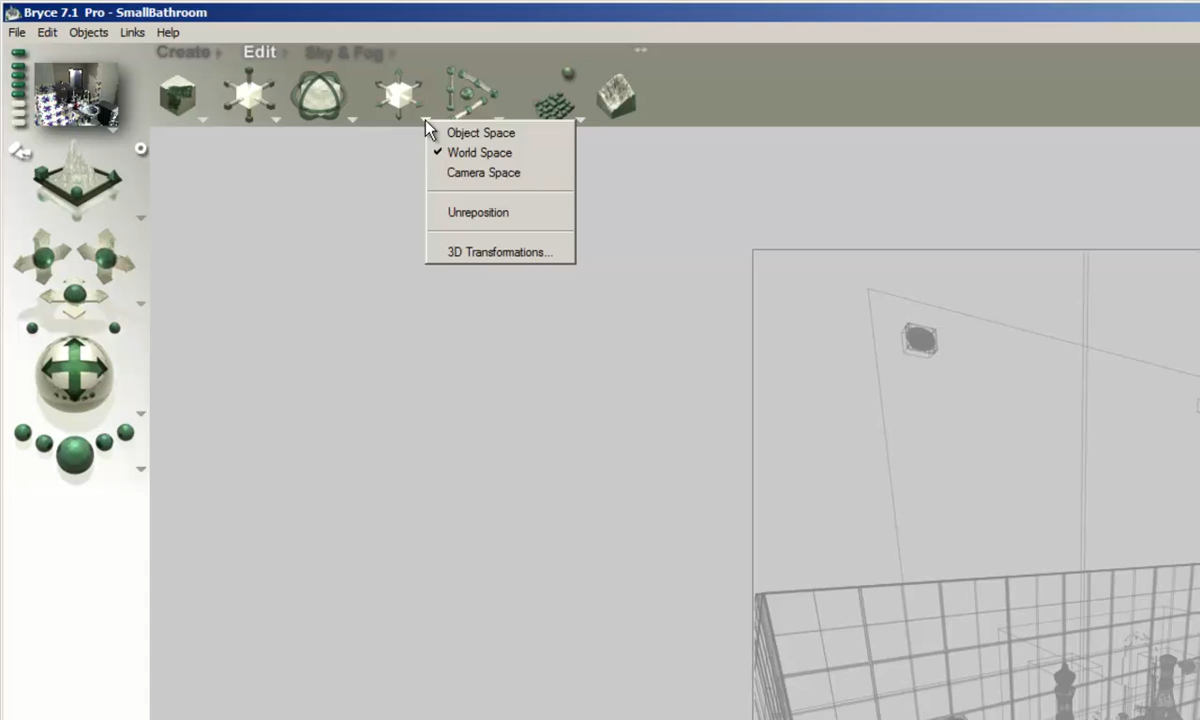 Bryce 7.1 Pro - SmallBathroom
File Edit Objects Links Help
Create Edit Sky & Fog
Object Space
World Space
Camera Space
Unreposition
3D Transformations...